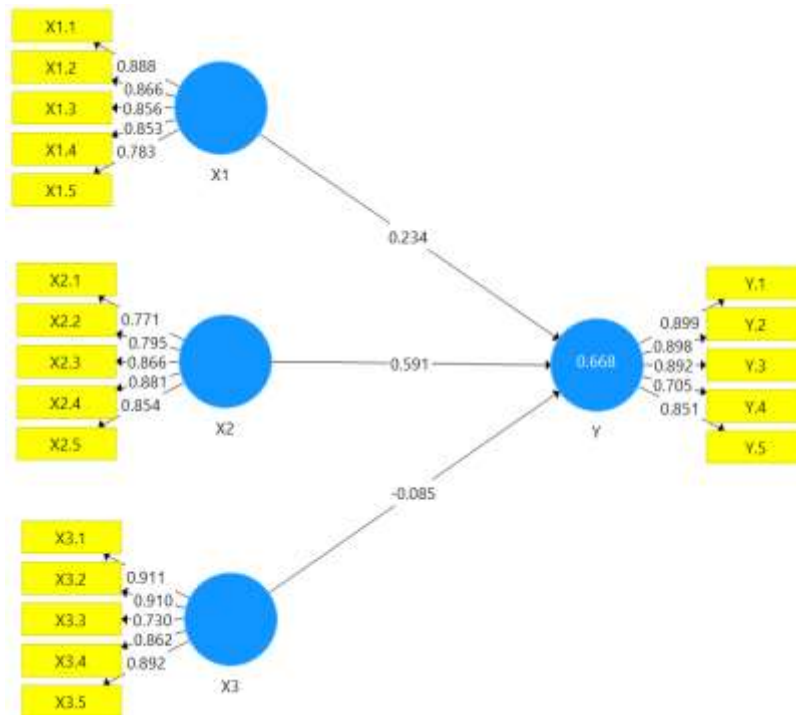 X1.1
X1.2
X1.3
X1.4
X1.5
0.888
0.866
0.856
0.853
0.783
X1
0.234
X2.1
X2.2
X2.3
X2.4
X2.5
0.771
0.795
0.866
0.881
0.854
X2
0.591
0.668
Y
0.899
0.898
0.892
0.705
0.851
Y.1
Y.2
Y.3
Y.4
Y.5
-0.085
X3.1
X3.2
X3.3
X3.4
X3.5
0.911
0.910
0.730
0.862
0.892
X3